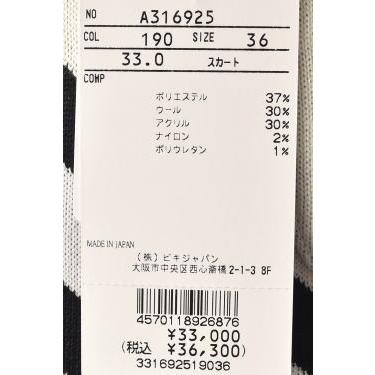 NO A316925
COL 190 SIZE 36
33.0 スカート
COMP
ポリエステル 37%
ウール 30%
アクリル 30%
ナイロン 2%
ポリウレタン 1%
MADE IN JAPAN
(株) ビキジャパン
大阪市中央区西心斎橋2-1-3 8F
4570118926876
¥33,000
(税込 ¥36,300)
331692519036